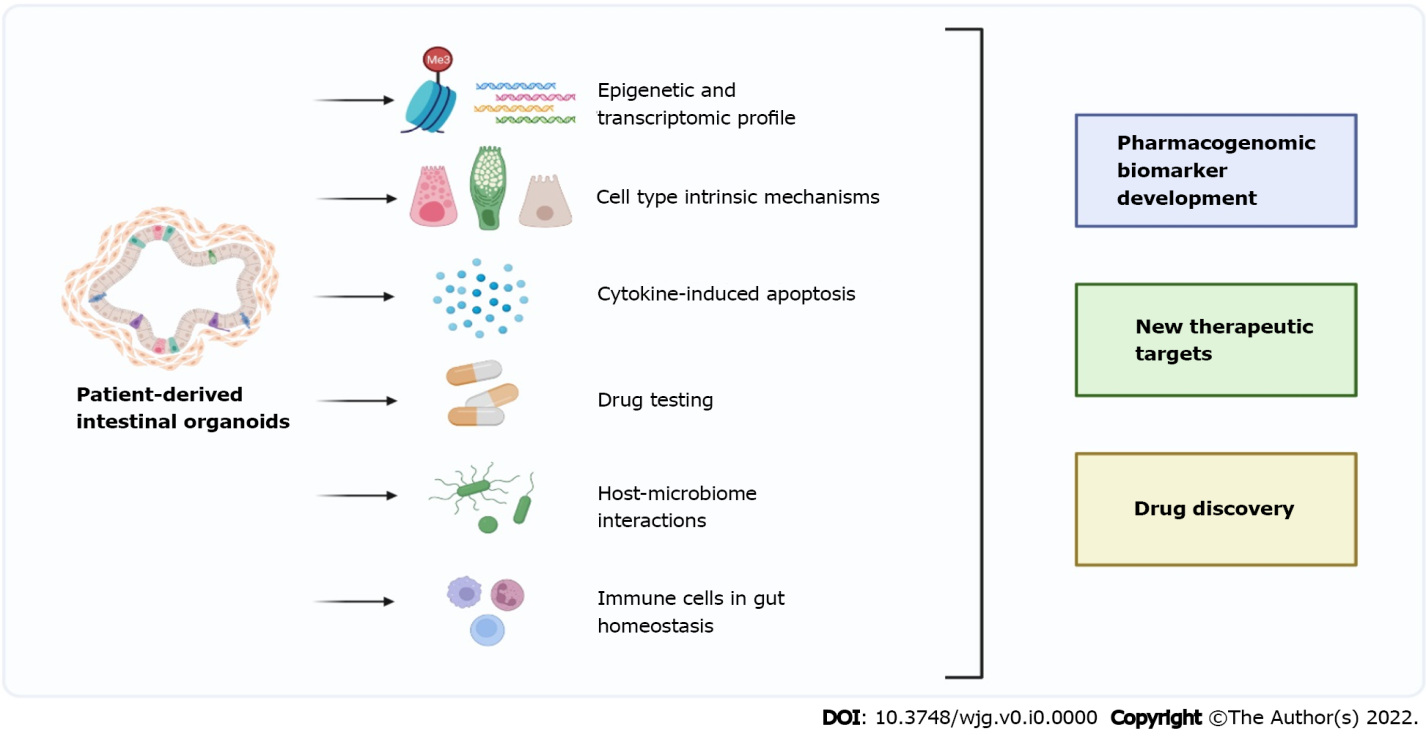 Me3
Epigenetic and
transcriptomic profile
Cell type intrinsic mechanisms
Cytokine-induced apoptosis
Patient-derived
intestinal organoids
Drug testing
Host-microbiome
interactions
Immune cells in gut
homeostasis
Pharmacogenomic
biomarker
development
New therapeutic
targets
Drug discovery
DOI: 10.3748/wjg.v0.i0.0000 Copyright ©The Author(s) 2022.